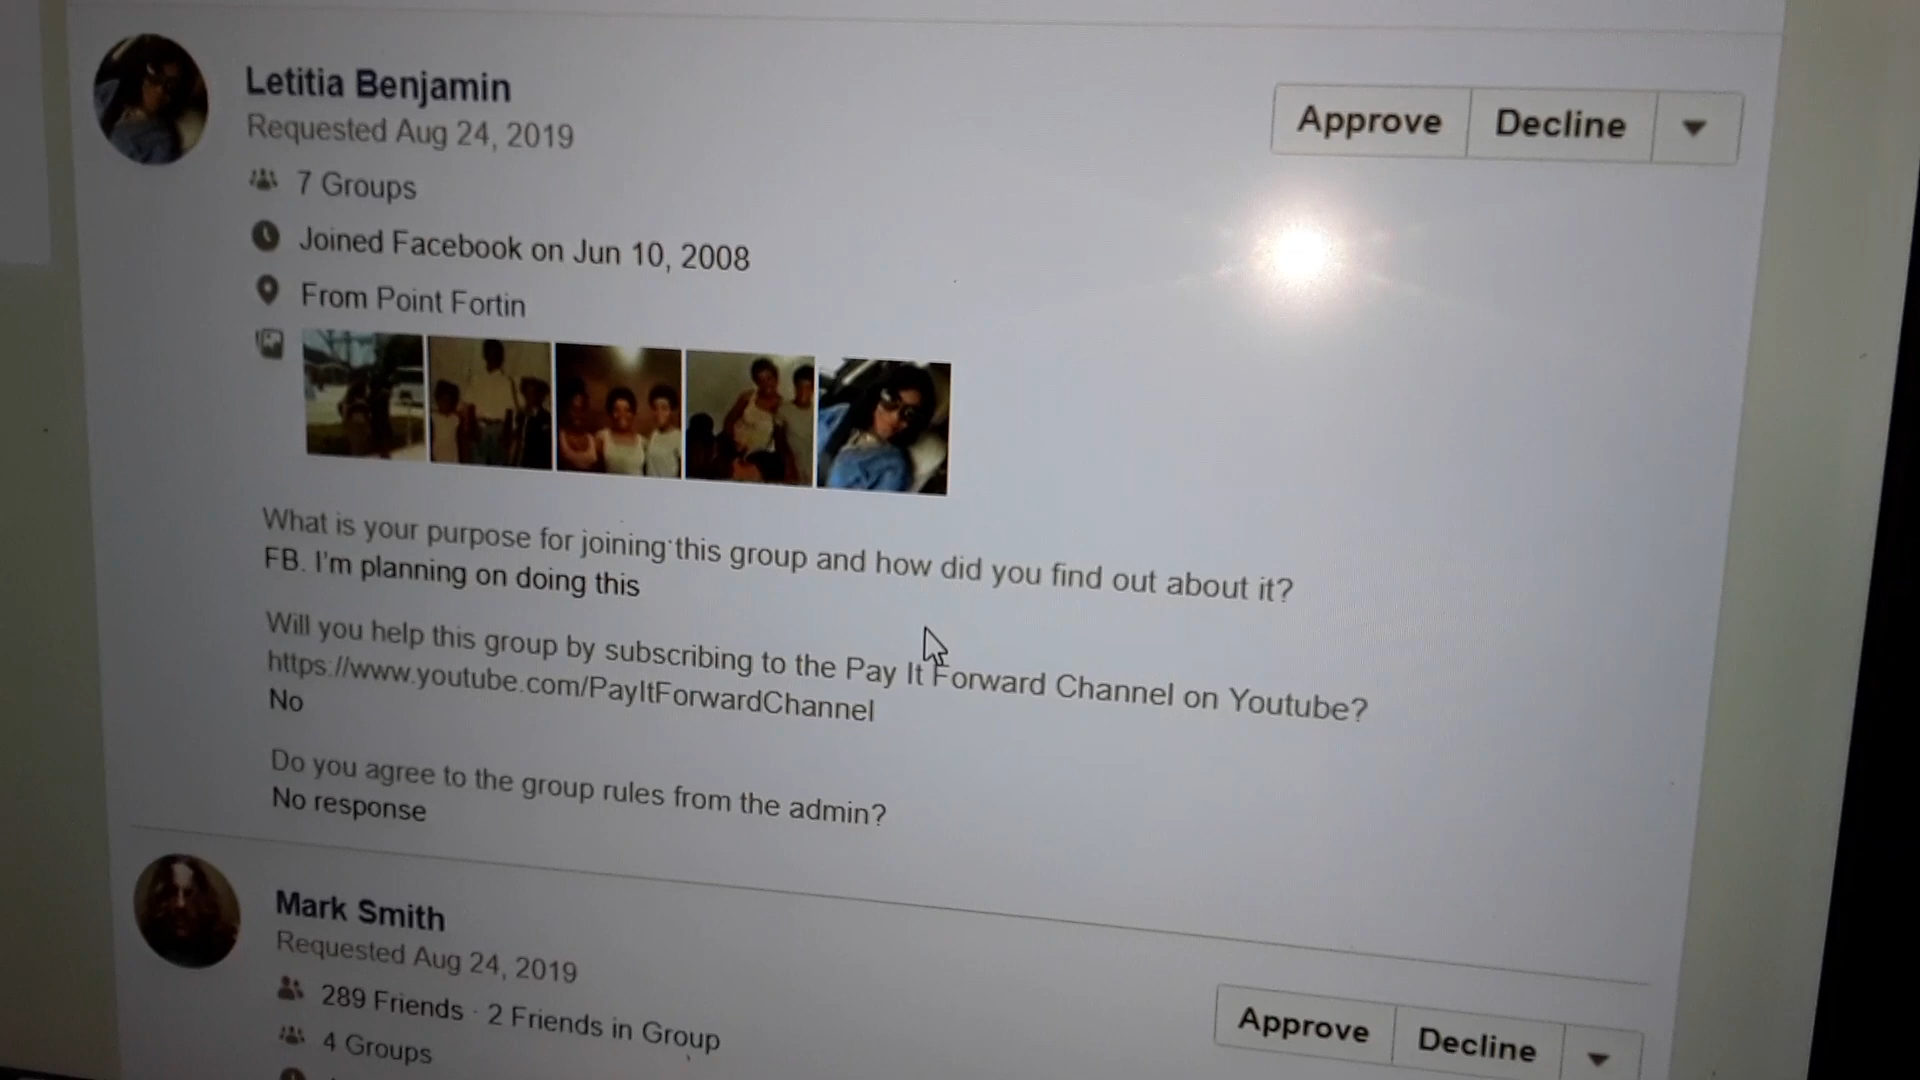 Letitia Benjamin
Requested Aug 24, 2019
Approve
Decline
7 Groups
Joined Facebook on Jun 10, 2008
From Point Fortin
What is your purpose for joining this group and how did you find out about it?
FB. I'm planning on doing this
Will you help this group by subscribing to the Pay It Forward Channel on Youtube?
https://www.youtube.com/PayItForwardChannel
No
Do you agree to the group rules from the admin?
No response
Mark Smith
Requested Aug 24, 2019
Approve
Decline
289 Friends · 2 Friends in Group
4 Groups